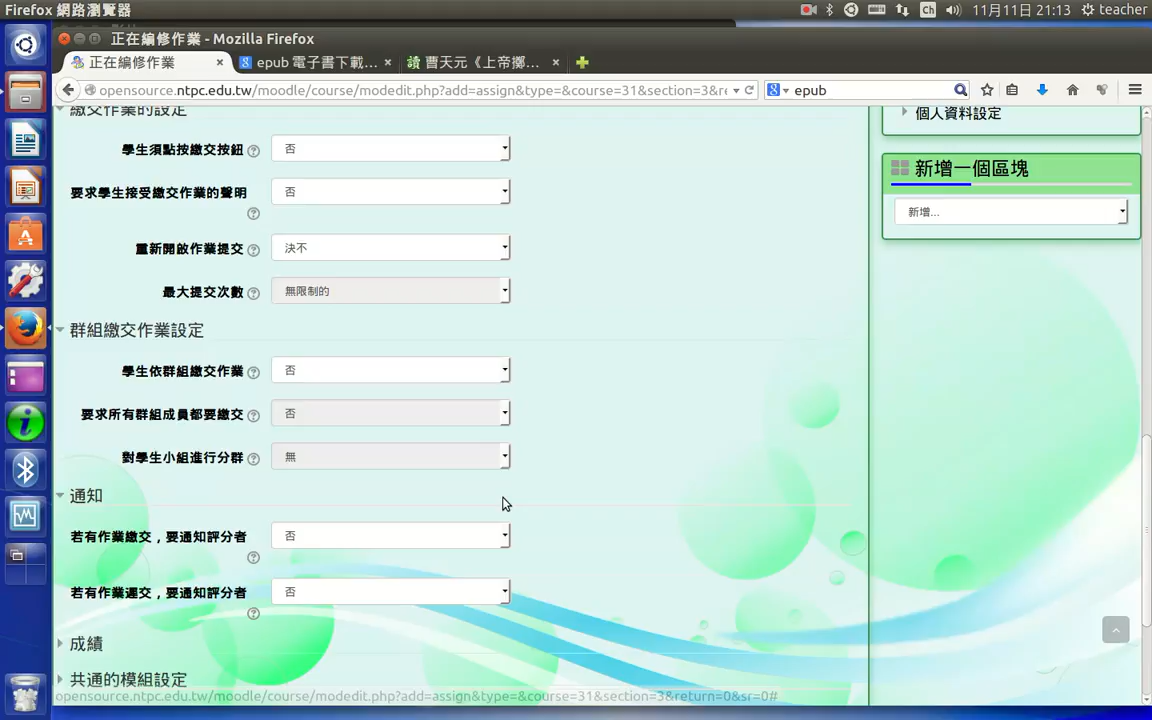 Firefox 網路瀏覽器
Ch
11月11日 21:13
teacher
正在編修作業 - Mozilla Firefox
正在編修作業
epub 電子書下載...
讀 曹天元《上帝擲...
opensource.ntpc.edu.tw/moodle/course/modedit.php?add=assign&type=&course=31&section=3&re
epub
繳交作業的設定
學生須點按繳交按鈕
否
要求學生接受繳交作業的聲明
否
重新開啟作業提交
決不
最大提交次數
無限制的
群組繳交作業設定
學生依群組繳交作業
否
要求所有群組成員都要繳交
否
對學生小組進行分群
無
通知
若有作業繳交，要通知評分者
否
若有作業遲交，要通知評分者
否
成績
共通的模組設定
opensource.ntpc.edu.tw/moodle/course/modedit.php?add=assign&type=&course=31&section=3&return=0&sr=0#
個人資料設定
新增一個區塊
新增...